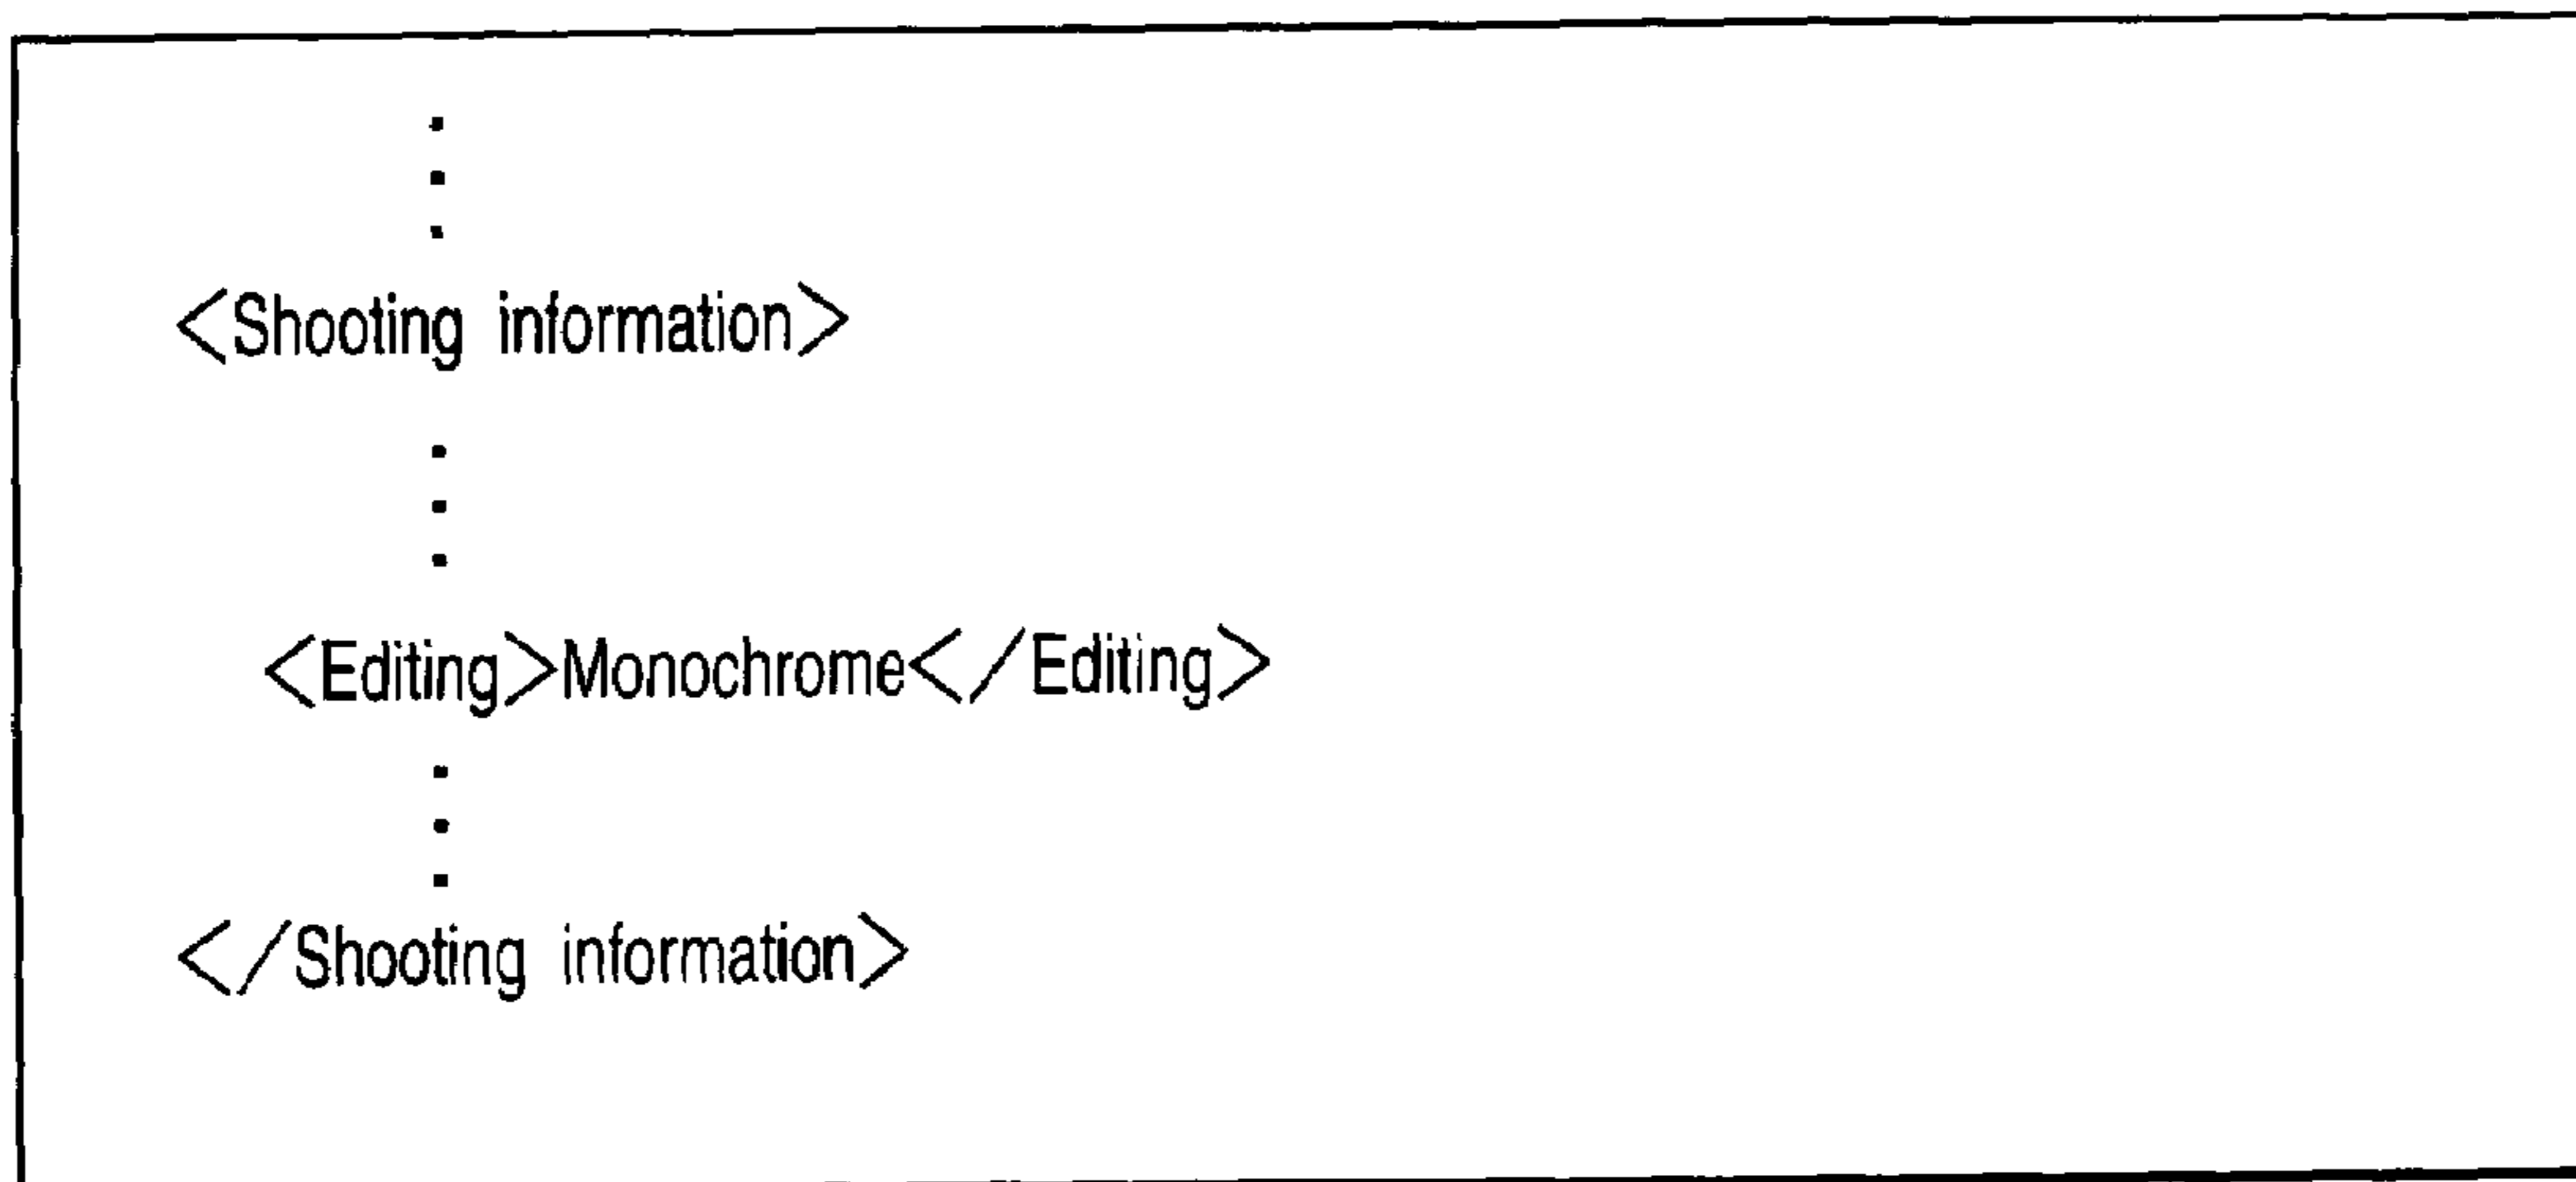 <Shooting information>
<Editing>Monochrome</Editing>
</Shooting information>